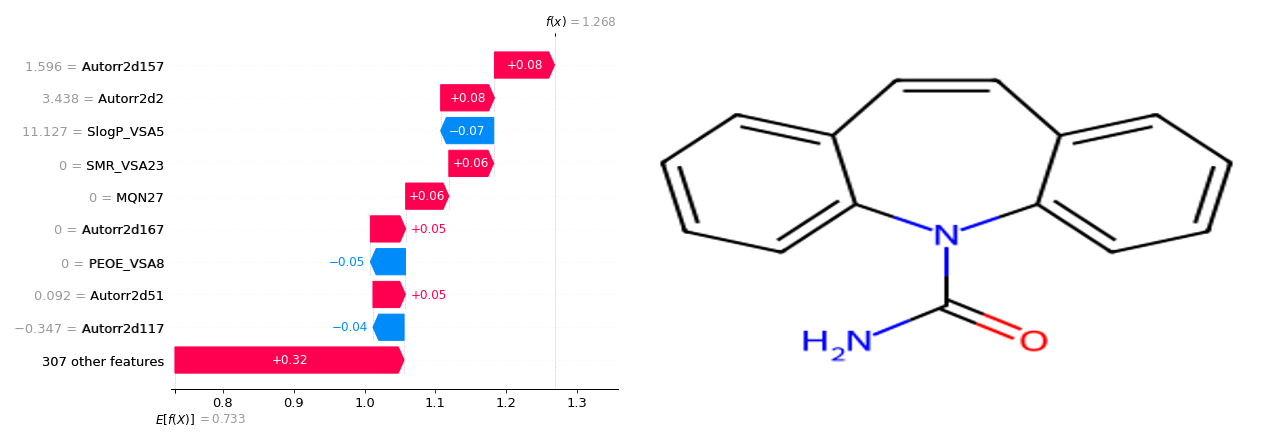 f(x) = 1.268
1.596 = Autorr2d157
+0.08
3.438 = Autorr2d2
+0.08
11.127 = SlogP_VSA5
−0.07
0 = SMR_VSA23
+0.06
0 = MQN27
+0.06
0 = Autorr2d167
+0.05
0 = PEOE_VSA8
−0.05
0.092 = Autorr2d51
+0.05
−0.347 = Autorr2d117
−0.04
307 other features
+0.32
0.8 0.9 1.0 1.1 1.2 1.3
E[f(X)] = 0.733
N
H2N
O